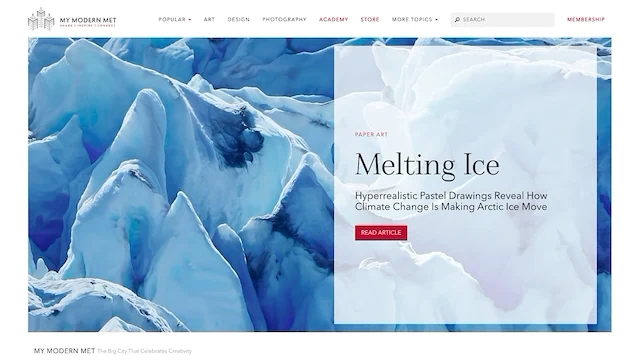 MY MODERN MET
SHARE | INSPIRE | CONNECT
POPULAR
ART
DESIGN
PHOTOGRAPHY
ACADEMY
STORE
MORE TOPICS
SEARCH
MEMBERSHIP
PAPER ART
Melting Ice
Hyperrealistic Pastel Drawings Reveal How
Climate Change Is Making Arctic Ice Move
READ ARTICLE
MY MODERN MET The Big City That Celebrates Creativity